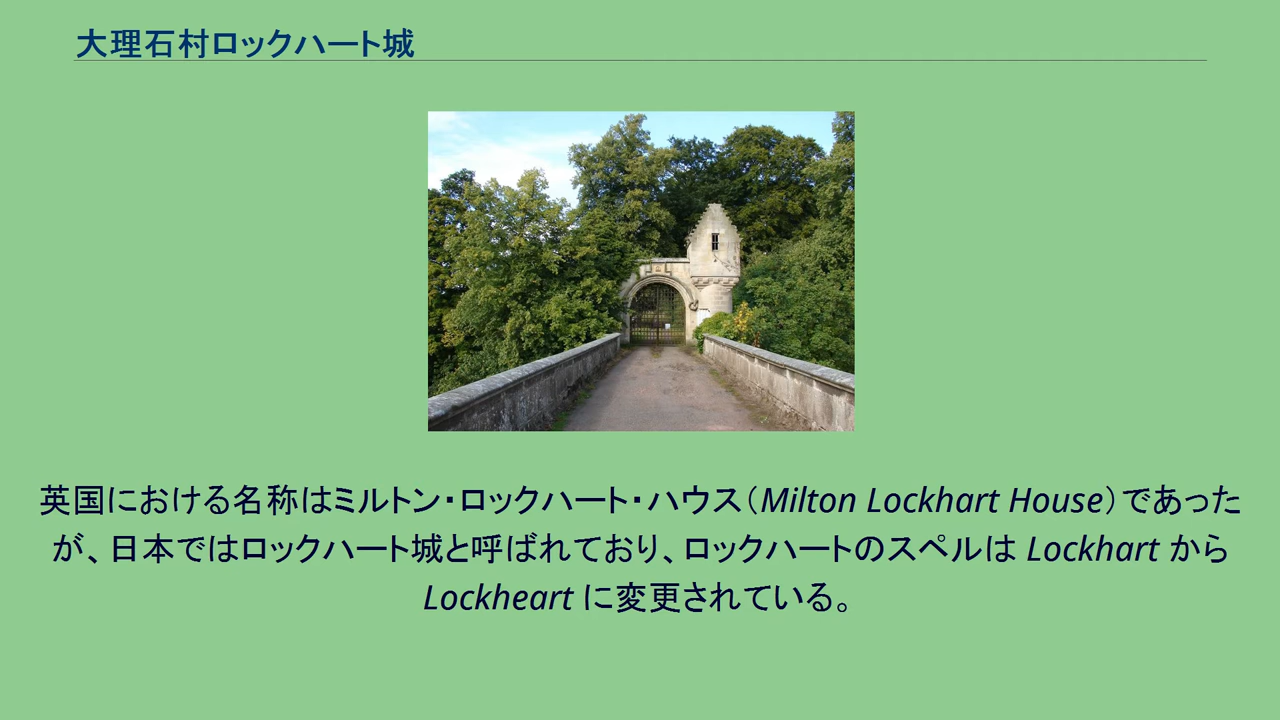 大理石村ロックハート城
英国における名称はミルトン・ロックハート・ハウス（Milton Lockhart House）であった
が、日本ではロックハート城と呼ばれており、ロックハートのスペルは Lockhart から
Lockheart に変更されている。